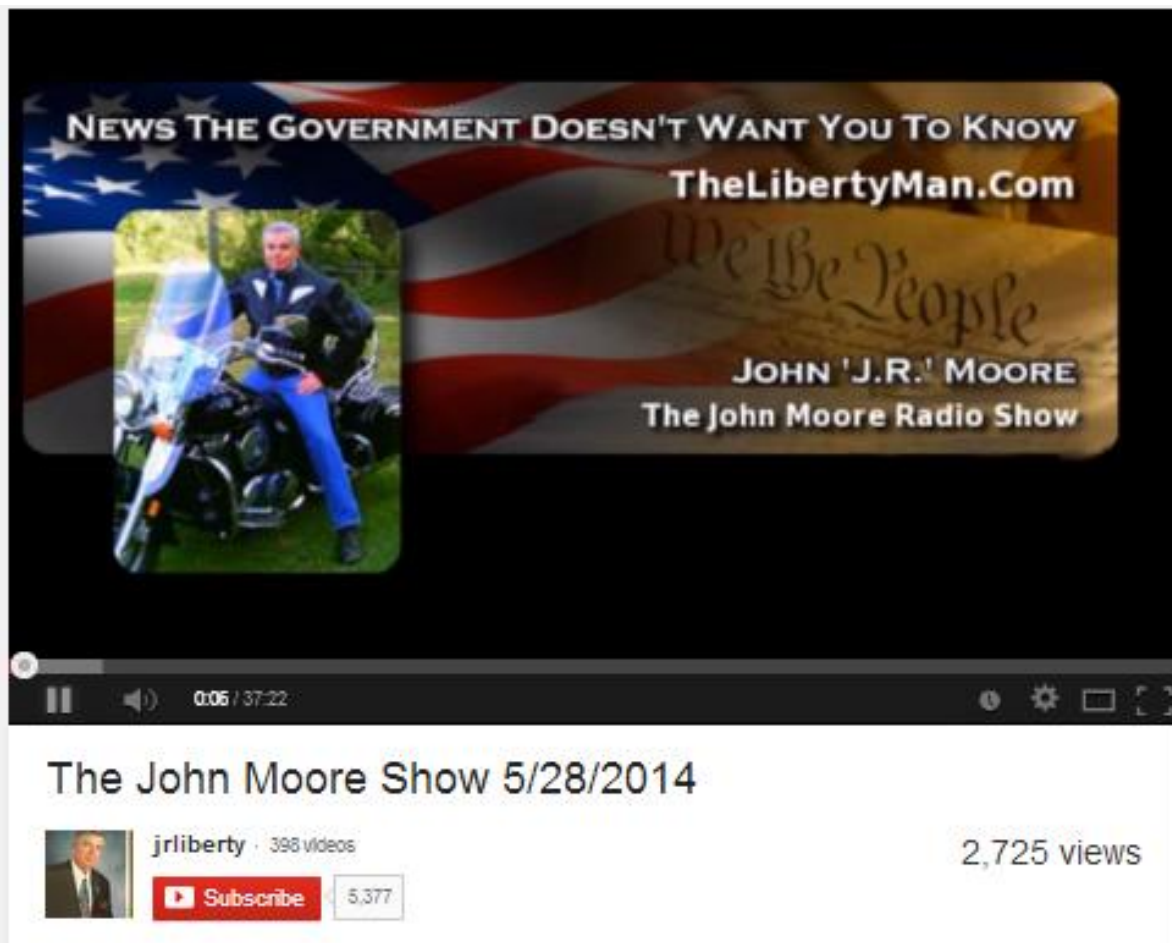 NEWS THE GOVERNMENT DOESN'T WANT YOU TO KNOW
TheLibertyMan.Com
We the People
JOHN 'J.R.' MOORE
The John Moore Radio Show
0:06 / 37:22
The John Moore Show 5/28/2014
jrliberty · 398 videos
2,725 views
Subscribe 5,377